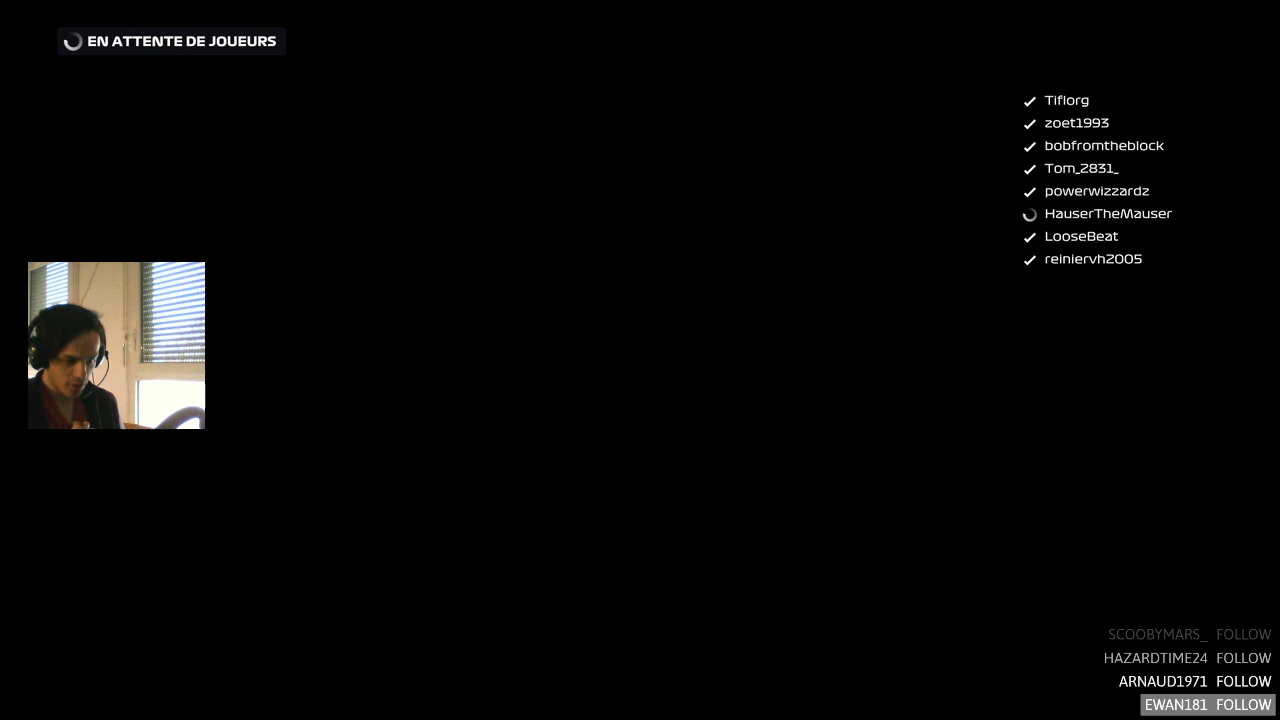 EN ATTENTE DE JOUEURS
Tiflorg
zoet1993
bobfromtheblock
Tom_2831_
powerwizzardz
HauserTheMauser
LooseBeat
reiniervh2005
SCOOBYMARS_ FOLLOW
HAZARDTIME24 FOLLOW
ARNAUD1971 FOLLOW
EWAN181 FOLLOW